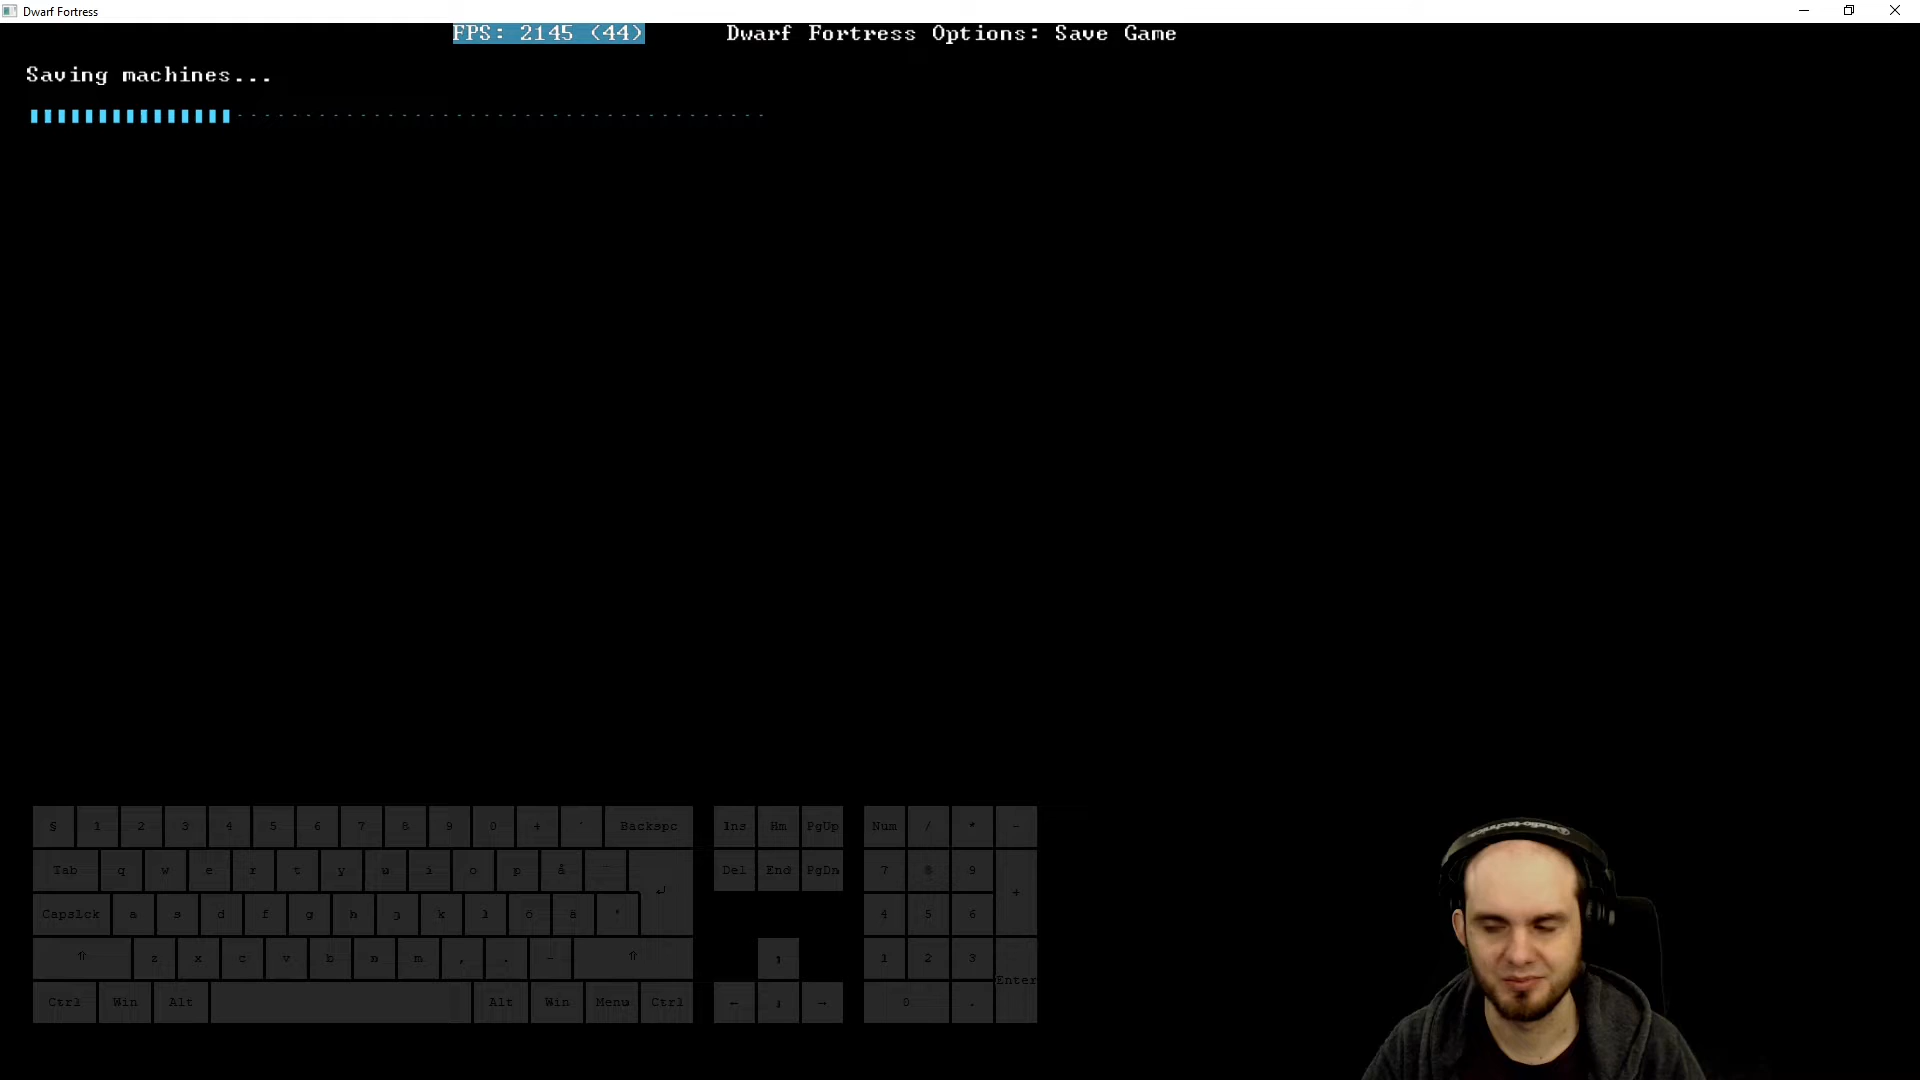 Dwarf Fortress
FPS: 2145 (44) Dwarf Fortress Options: Save Game
Saving machines...
§ 1 2 3 4 5 6 7 8 9 0 + ´ Backspc Ins Hm PgUp Num / * -
Tab q w e r t y u i o p å Del End PgDn 7 8 9 +
CapsLck a s d f g h j k l ö ä ' ↵ 4 5 6
⇧ z x c v b n m , . - ⇧ ↑ 1 2 3 Enter
Ctrl Win Alt Alt Win Menu Ctrl ← ↓ → 0 .
audio-technica